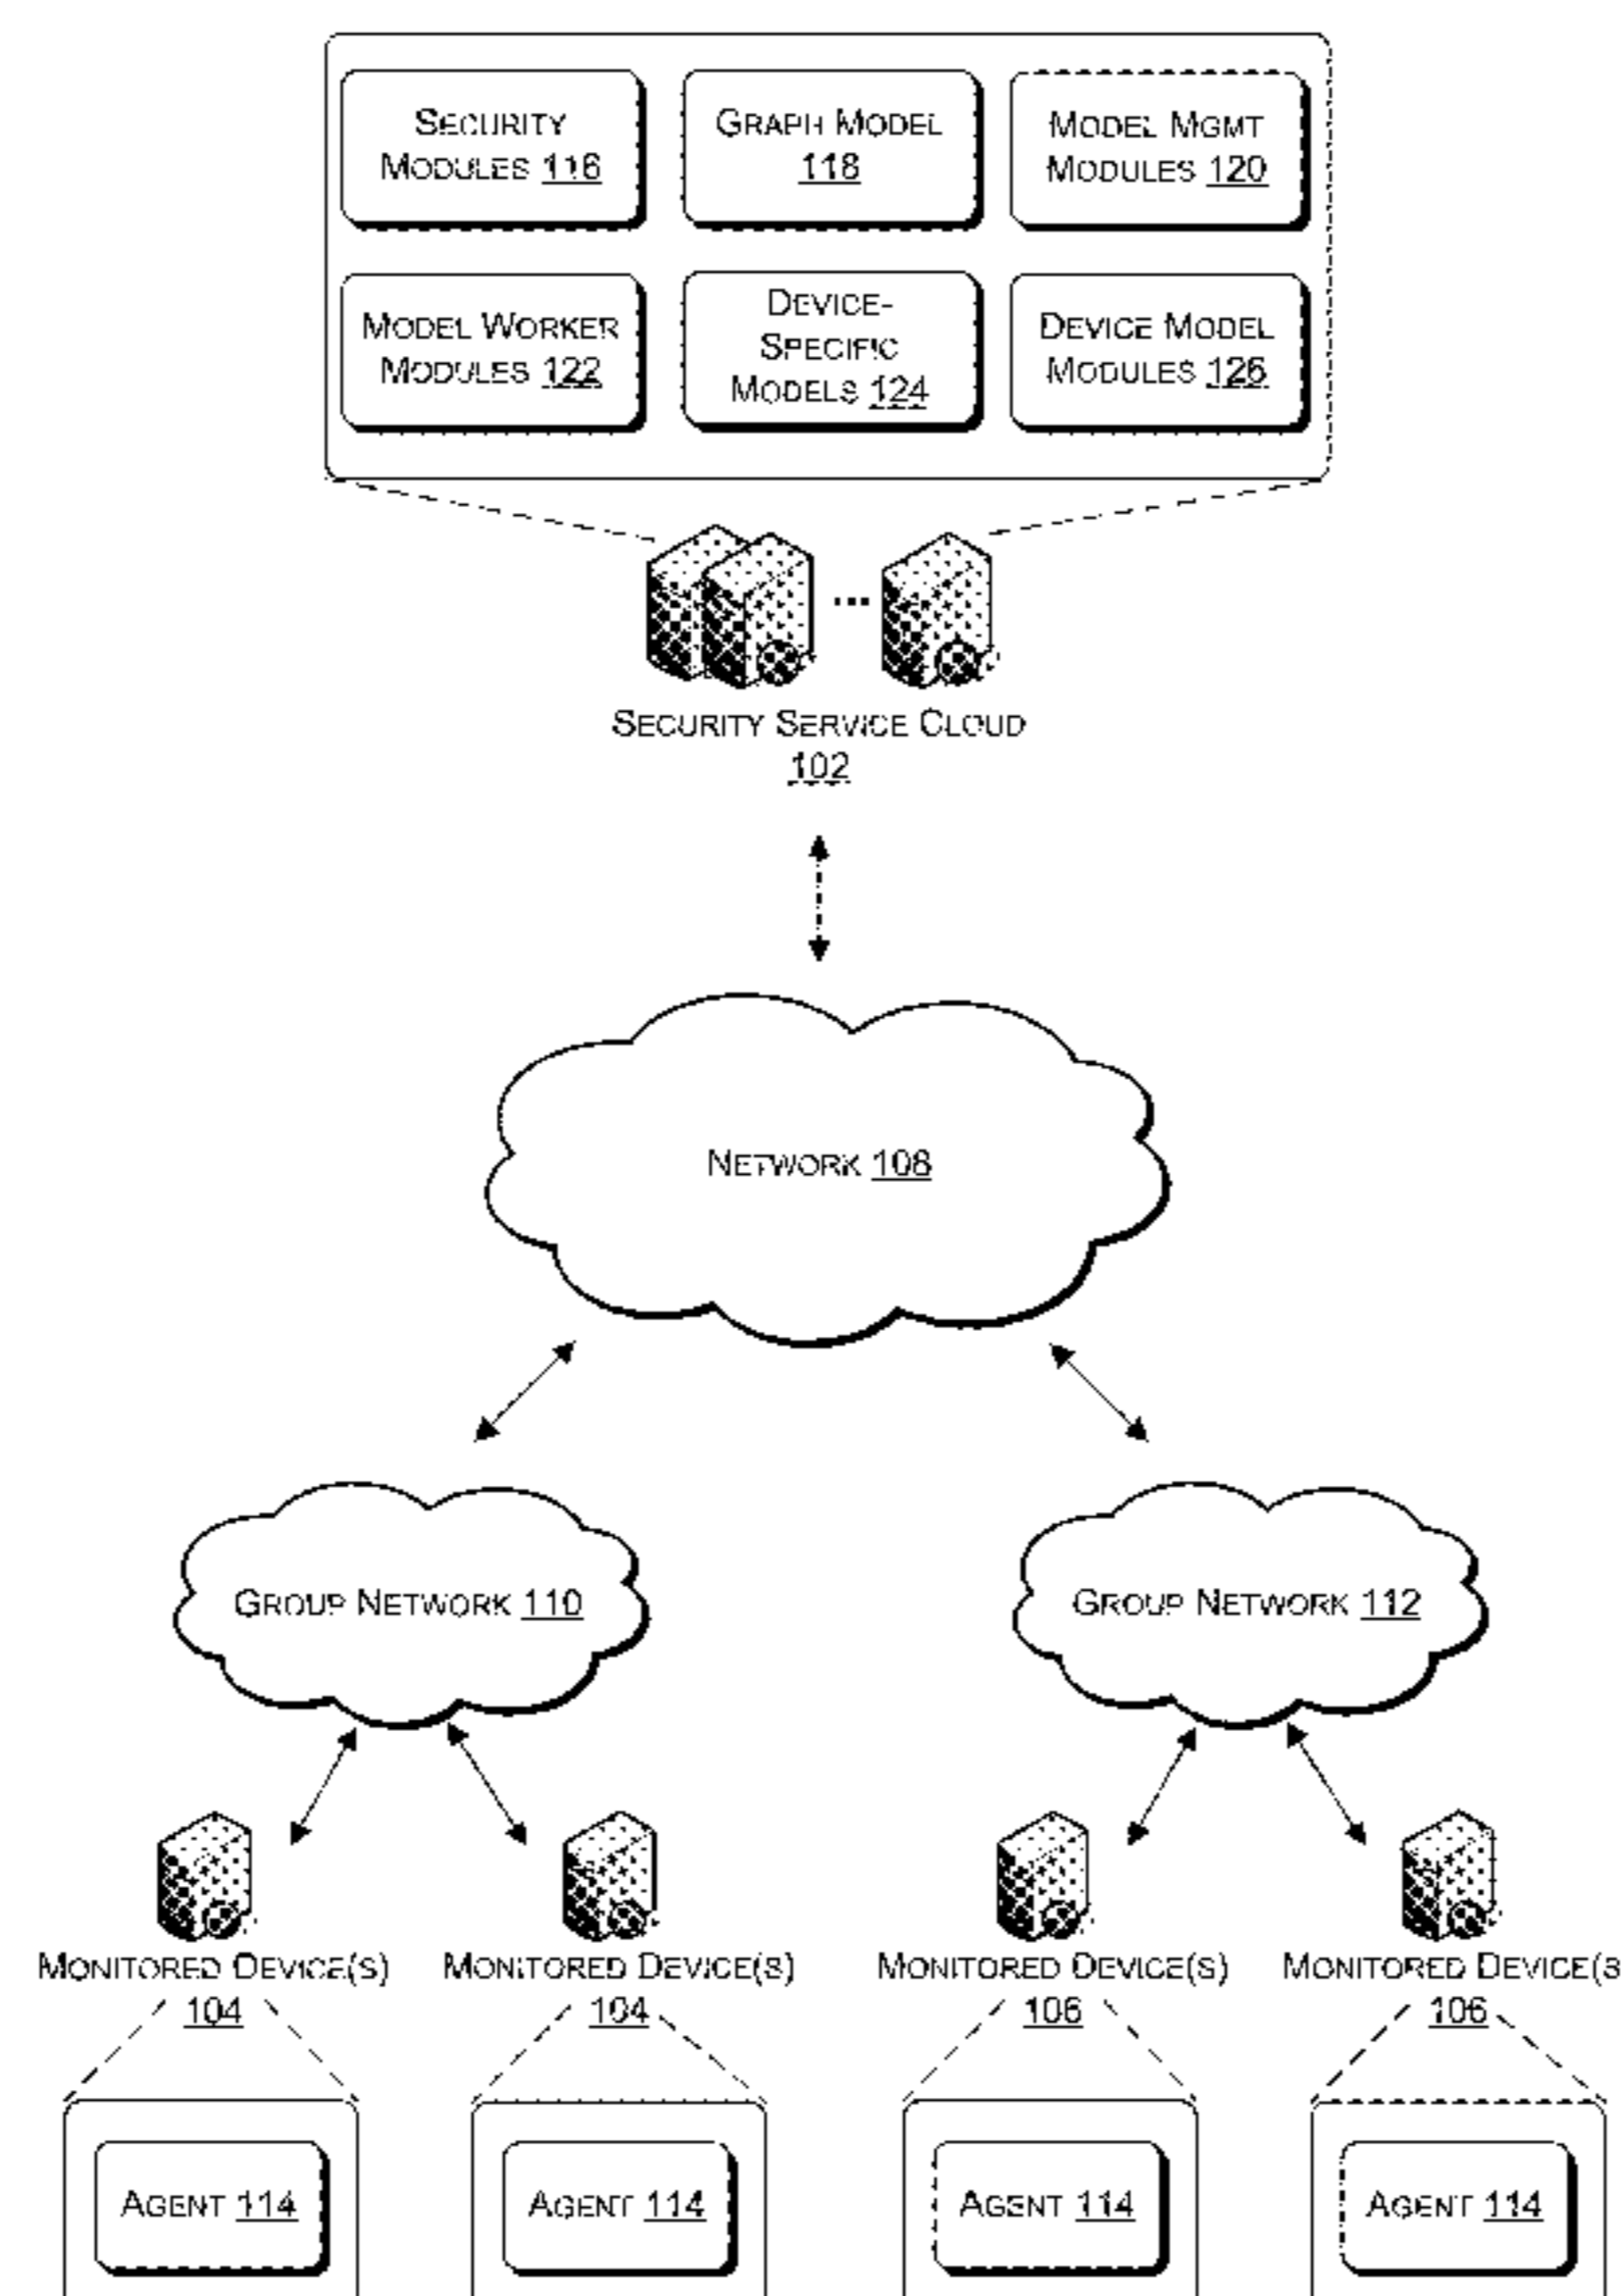 SECURITY
MODULES 116
GRAPH MODEL
118
MODEL MGMT
MODULES 120
MODEL WORKER
MODULES 122
DEVICE-
SPECIFIC
MODELS 124
DEVICE MODEL
MODULES 126
...
SECURITY SERVICE CLOUD
102
NETWORK 108
GROUP NETWORK 110
GROUP NETWORK 112
MONITORED DEVICE(S)
104
MONITORED DEVICE(S)
104
MONITORED DEVICE(S)
106
MONITORED DEVICE(S
106
AGENT 114
AGENT 114
AGENT 114
AGENT 114